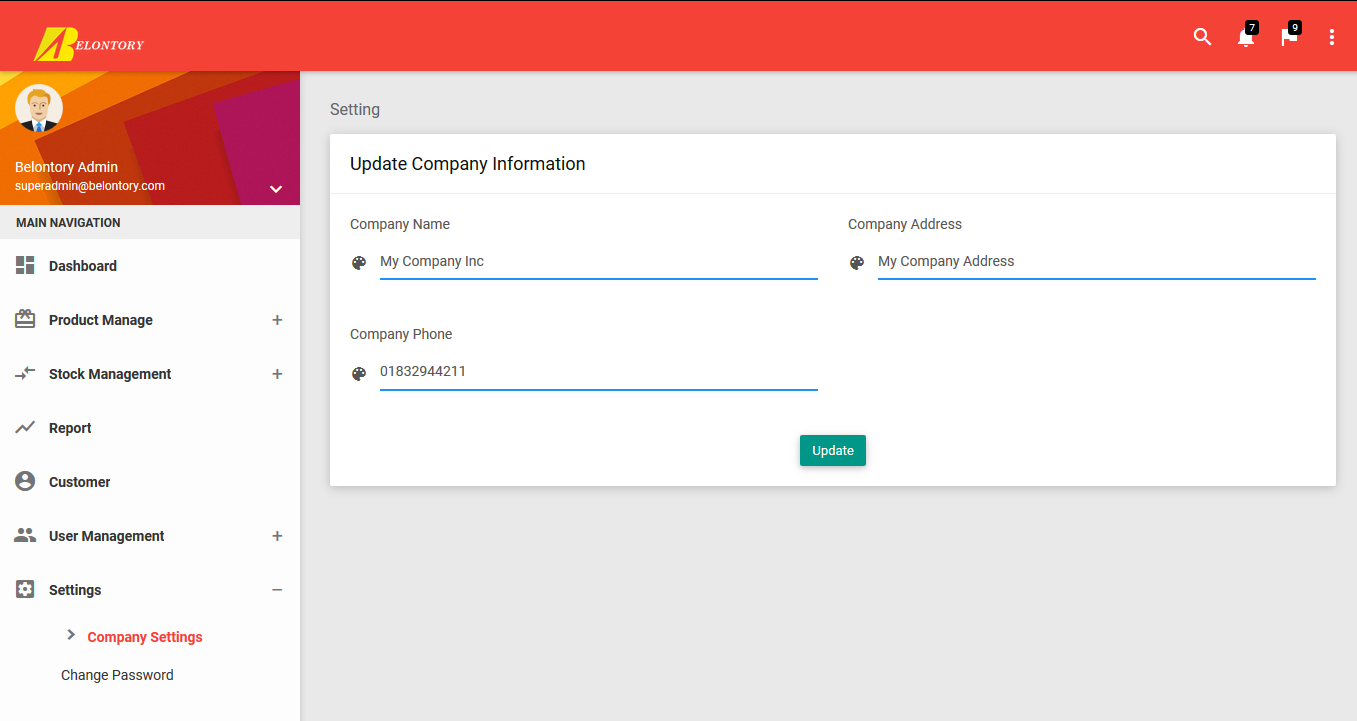 BELONTORY
7
9
Belontory Admin
superadmin@belontory.com
MAIN NAVIGATION
Dashboard
Product Manage
Stock Management
Report
Customer
User Management
Settings
Company Settings
Change Password
Setting
Update Company Information
Company Name
My Company Inc
Company Address
My Company Address
Company Phone
01832944211
Update